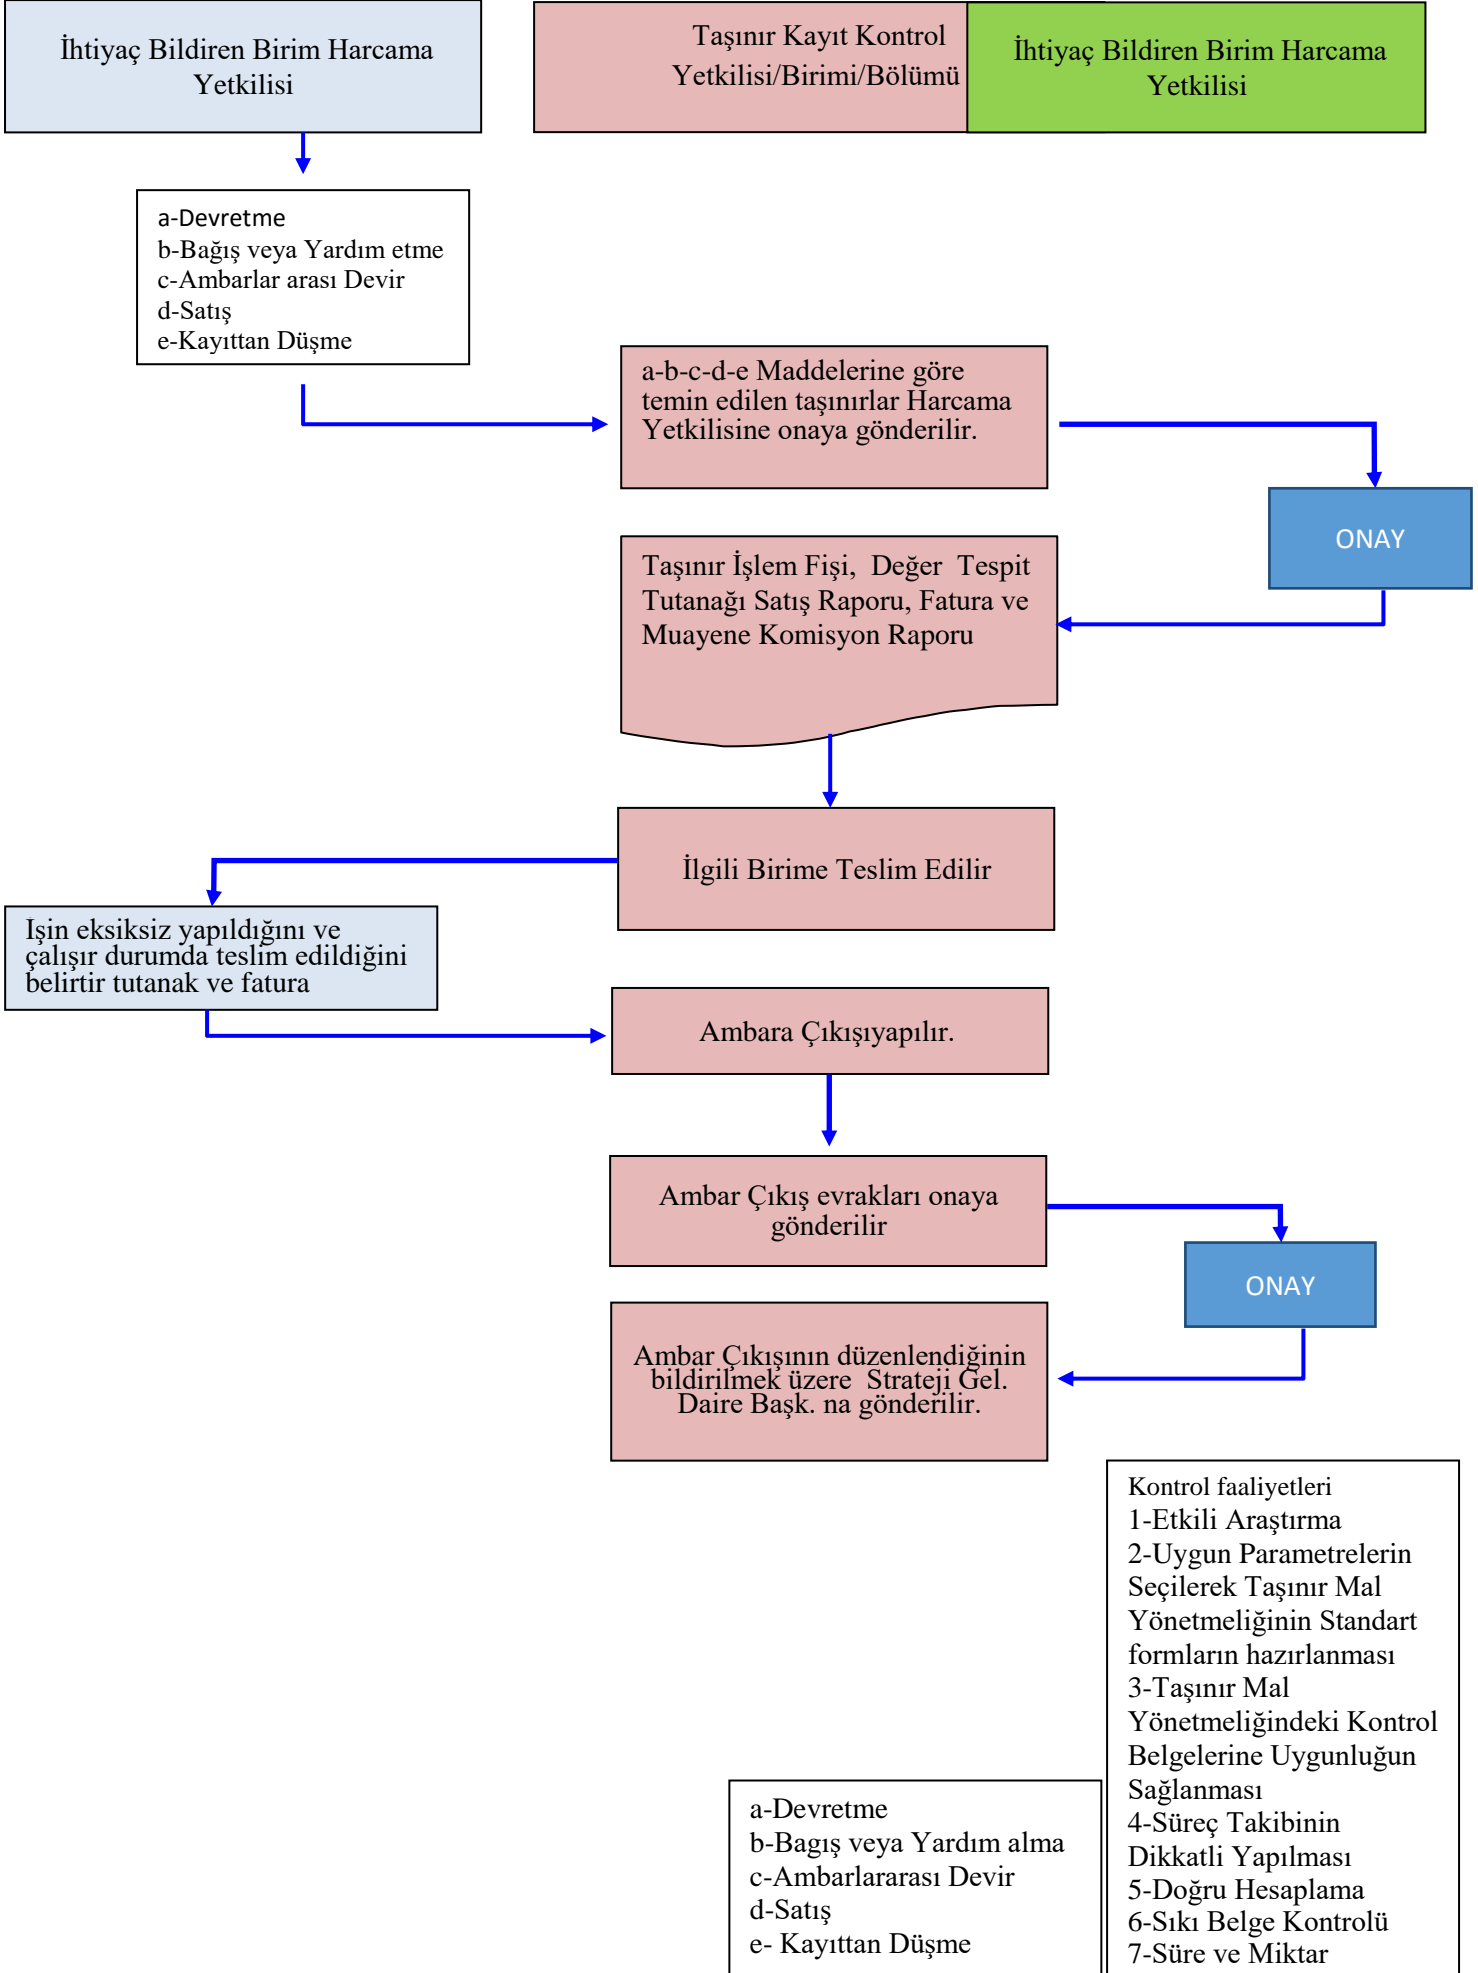 İhtiyaç Bildiren Birim Harcama
Yetkilisi
Taşınır Kayıt Kontrol
Yetkilisi/Birimi/Bölümü
İhtiyaç Bildiren Birim Harcama
Yetkilisi
a-Devretme
b-Bağış veya Yardım etme
c-Ambarlar arası Devir
d-Satış
e-Kayıttan Düşme
a-b-c-d-e Maddelerine göre
temin edilen taşınırlar Harcama
Yetkilisine onaya gönderilir.
ONAY
Taşınır İşlem Fişi, Değer Tespit
Tutanağı Satış Raporu, Fatura ve
Muayene Komisyon Raporu
İlgili Birime Teslim Edilir
İşin eksiksiz yapıldığını ve
çalışır durumda teslim edildiğini
belirtir tutanak ve fatura
Ambara Çıkışıyapılır.
Ambar Çıkış evrakları onaya
gönderilir
ONAY
Ambar Çıkışının düzenlendiğinin
bildirilmek üzere Strateji Gel.
Daire Başk. na gönderilir.
Kontrol faaliyetleri
1-Etkili Araştırma
2-Uygun Parametrelerin
Seçilerek Taşınır Mal
Yönetmeliğinin Standart
formların hazırlanması
3-Taşınır Mal
Yönetmeliğindeki Kontrol
Belgelerine Uygunluğun
Sağlanması
4-Süreç Takibinin
Dikkatli Yapılması
5-Doğru Hesaplama
6-Sıkı Belge Kontrolü
7-Süre ve Miktar
a-Devretme
b-Bagış veya Yardım alma
c-Ambarlararası Devir
d-Satış
e- Kayıttan Düşme